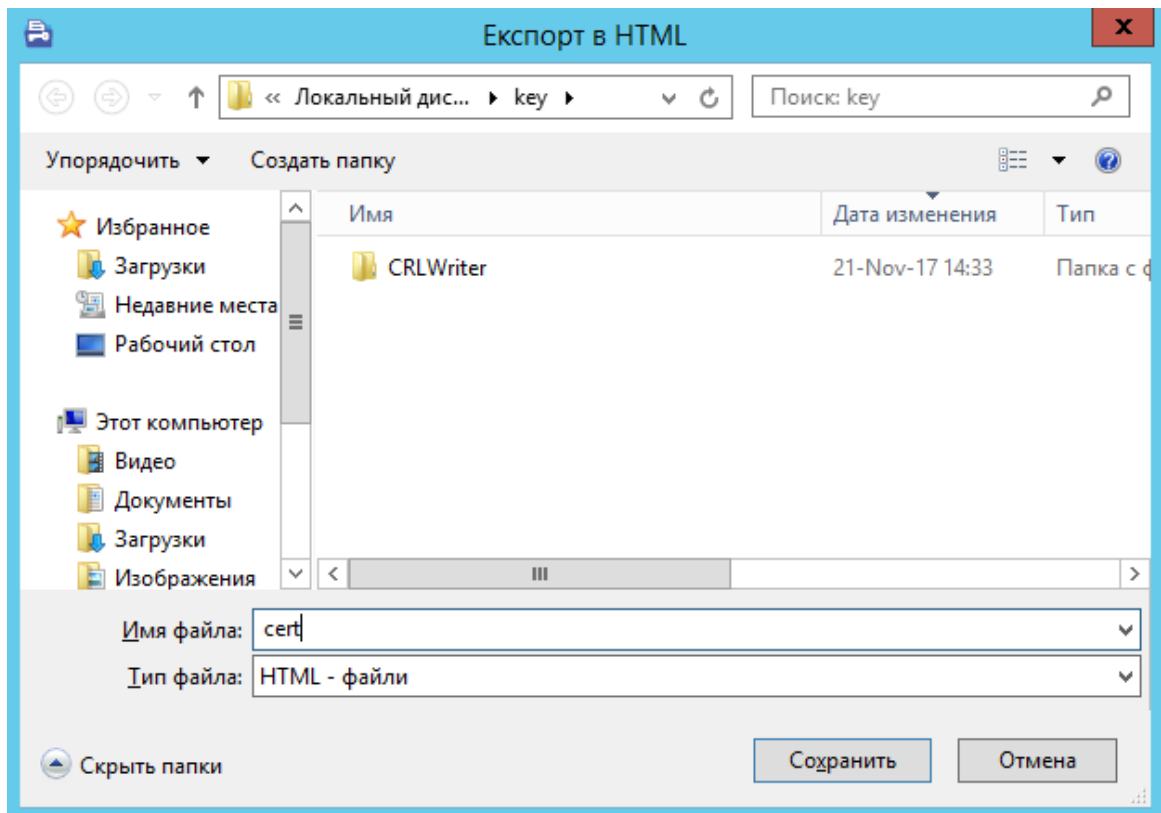 Експорт в HTML
x
« Локальный дис... key
Поиск: key
Упорядочить
Создать папку
Избранное
Загрузки
Недавние места
Рабочий стол
Этот компьютер
Видео
Документы
Загрузки
Изображения
Имя
Дата изменения
Тип
CRLWriter
21-Nov-17 14:33
Папка с ф
Имя файла: cert
Тип файла: HTML - файли
Скрыть папки
Сохранить
Отмена